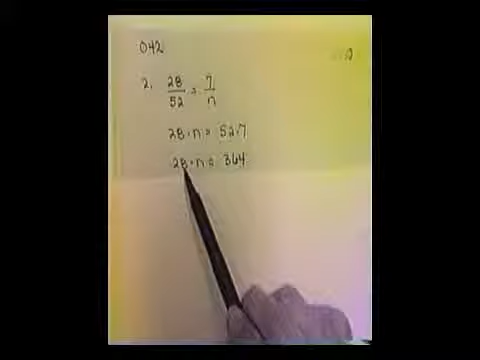 042
2. 28/52 = 7/n
28 · n = 52 · 7
28 · n = 364